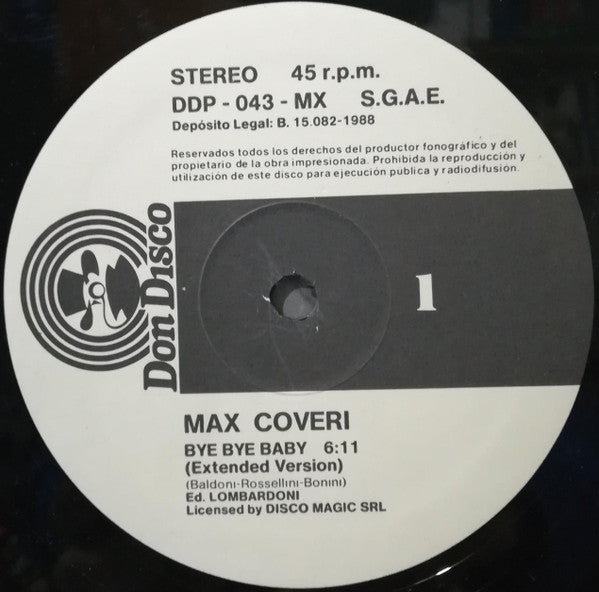 STEREO 45 r.p.m.
DDP - 043 - MX S.G.A.E.
Depósito Legal: B. 15.082-1988
Reservados todos los derechos del productor fonográfico y del
propietario de la obra impresionada. Prohibida la reproducción y
utilización de este disco para ejecución publica y radiodifusión.
Don Disco
1
MAX COVERI
BYE BYE BABY 6:11
(Extended Version)
(Baldoni-Rossellini-Bonini)
Ed. LOMBARDONI
Licensed by DISCO MAGIC SRL